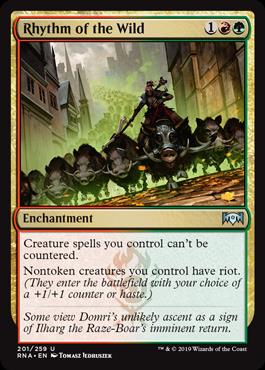 Rhythm of the Wild 1
Enchantment
Creature spells you control can't be
countered.
Nontoken creatures you control have riot.
(They enter the battlefield with your choice of
a +1/+1 counter or haste.)
Some view Domri's unlikely ascent as a sign
of Ilharg the Raze-Boar's imminent return.
201/259 U
RNA • EN Tomasz Jedruszek
™ & © 2019 Wizards of the Coast